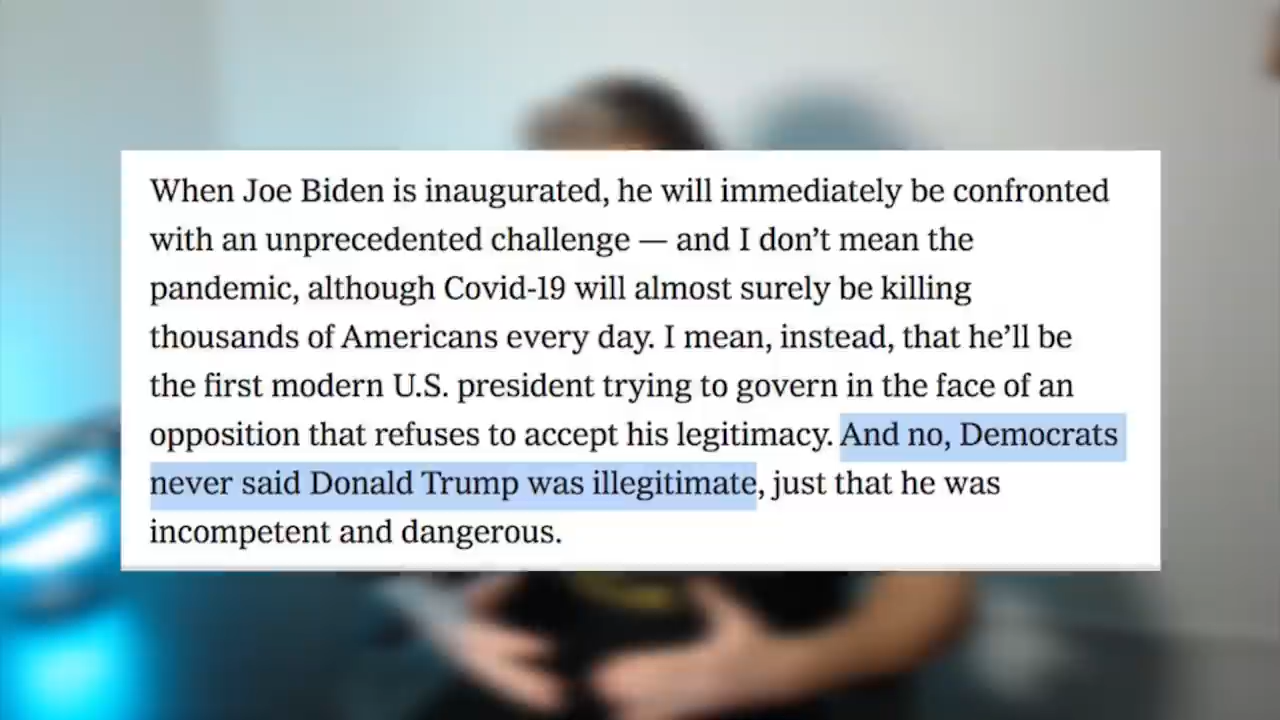 When Joe Biden is inaugurated, he will immediately be confronted
with an unprecedented challenge — and I don’t mean the
pandemic, although Covid-19 will almost surely be killing
thousands of Americans every day. I mean, instead, that he’ll be
the first modern U.S. president trying to govern in the face of an
opposition that refuses to accept his legitimacy. And no, Democrats
never said Donald Trump was illegitimate, just that he was
incompetent and dangerous.